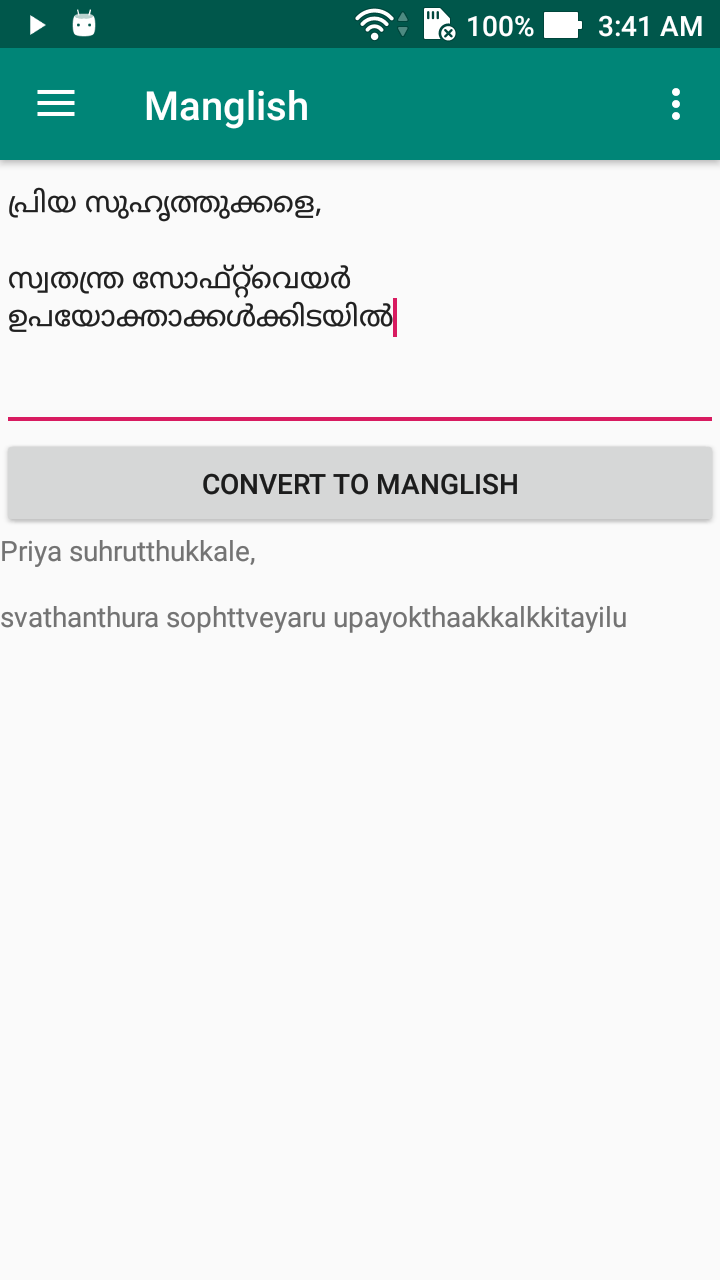 100% 3:41 AM
Manglish
പ്രിയ സുഹൃത്തുക്കളെ,
സ്വതന്ത്ര സോഫ്റ്റ്‌വെയർ
ഉപയോക്താക്കൾക്കിടയിൽ
CONVERT TO MANGLISH
Priya suhrutthukkale,
svathanthura sophttveyaru upayokthaakkalkkitayilu